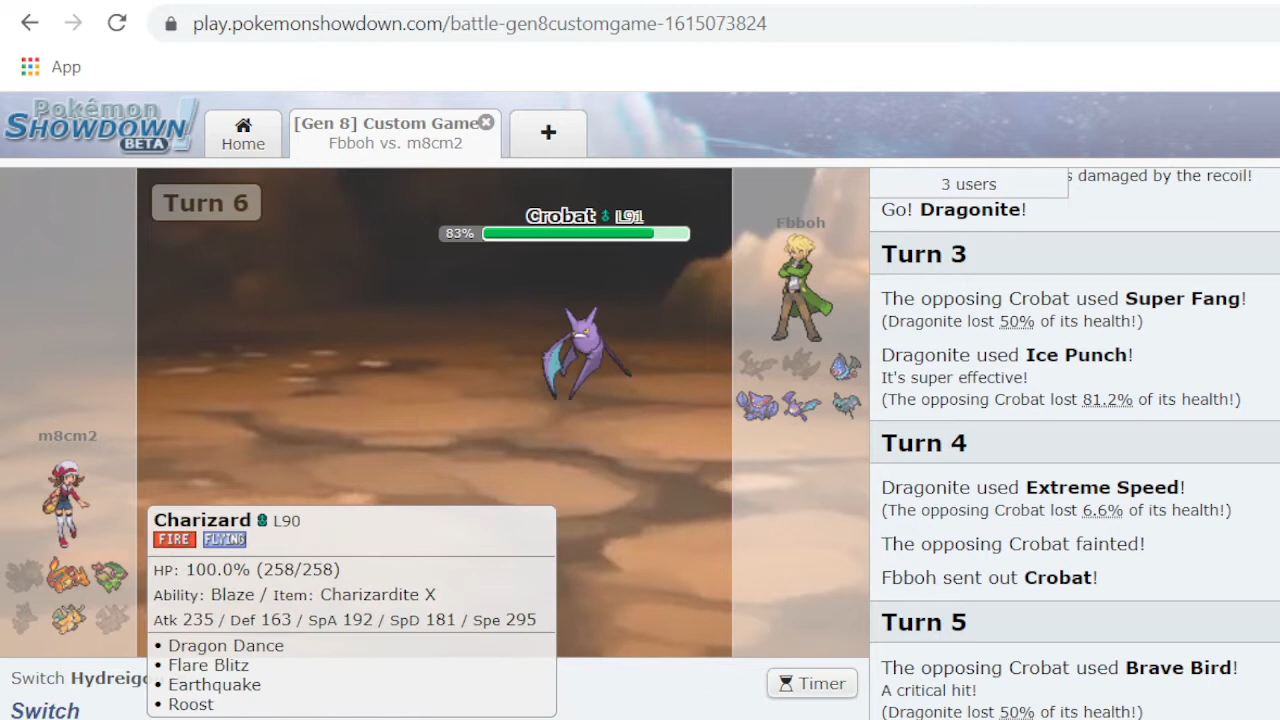 play.pokemonshowdown.com/battle-gen8customgame-1615073824
App
Pokémon
SHOWDOWN!
BETA
Home
[Gen 8] Custom Game
Fbboh vs. m8cm2
+
Turn 6
Crobat L91
83%
Fbboh
m8cm2
Charizard L90
FIRE FLYING
HP: 100.0% (258/258)
Ability: Blaze / Item: Charizardite X
Atk 235 / Def 163 / SpA 192 / SpD 181 / Spe 295
• Dragon Dance
• Flare Blitz
• Earthquake
• Roost
Switch Hydreigo
Switch
Timer
3 users
s damaged by the recoil!
Go! Dragonite!
Turn 3
The opposing Crobat used Super Fang!
(Dragonite lost 50% of its health!)
Dragonite used Ice Punch!
It's super effective!
(The opposing Crobat lost 81.2% of its health!)
Turn 4
Dragonite used Extreme Speed!
(The opposing Crobat lost 6.6% of its health!)
The opposing Crobat fainted!
Fbboh sent out Crobat!
Turn 5
The opposing Crobat used Brave Bird!
A critical hit!
(Dragonite lost 50% of its health!)